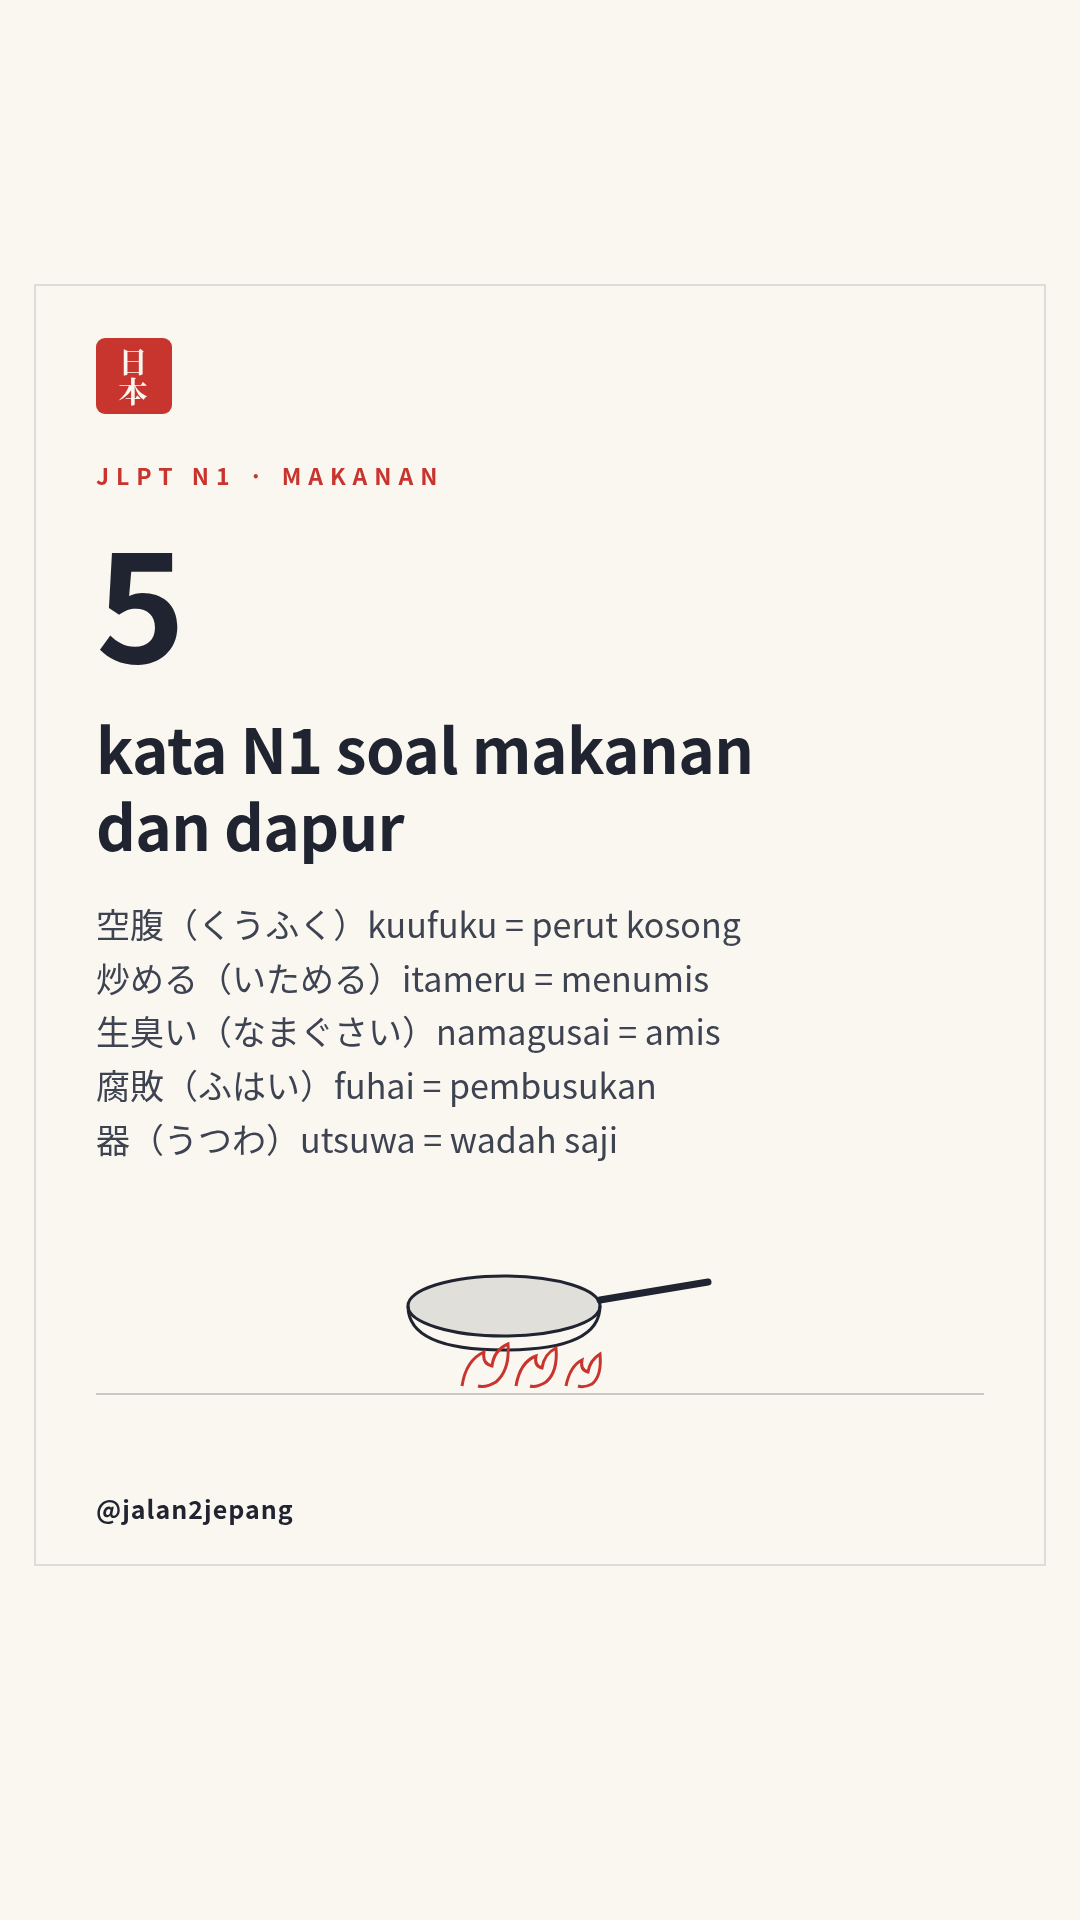 日
本
JLPT N1 · MAKANAN
5
kata N1 soal makanan
dan dapur
空腹（くうふく）kuufuku = perut kosong
炒める（いためる）itameru = menumis
生臭い（なまぐさい）namagusai = amis
腐敗（ふはい）fuhai = pembusukan
器（うつわ）utsuwa = wadah saji
@jalan2jepang